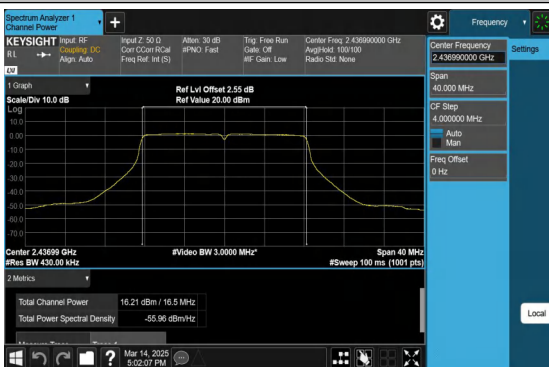 Spectrum Analyzer 1
Channel Power
Frequency
KEYSIGHT
Input: RF
Coupling: DC
Align: Auto
Input Z: 50 Ω
Corr CCorr RCal
Freq Ref: Int (S)
Atten: 30 dB
#PNO: Fast
Trig: Free Run
Gate: Off
#IF Gain: Low
Center Freq: 2.436990000 GHz
Avg|Hold: 100/100
Radio Std: None
RL
LXI
Center Frequency
2.436990000 GHz
Settings
Span
40.000 MHz
CF Step
4.000000 MHz
Auto
Man
Freq Offset
0 Hz
Local
1 Graph
Scale/Div 10.0 dB
Ref Lvl Offset 2.55 dB
Ref Value 20.00 dBm
Log
10.0
0.00
-10.0
-20.0
-30.0
-40.0
-50.0
-60.0
-70.0
Center 2.43699 GHz
#Res BW 430.00 kHz
#Video BW 3.0000 MHz*
Span 40 MHz
#Sweep 100 ms (1001 pts)
2 Metrics
Total Channel Power 16.21 dBm / 16.5 MHz
Total Power Spectral Density -55.96 dBm/Hz
?
Mar 14, 2025
5:02:07 PM